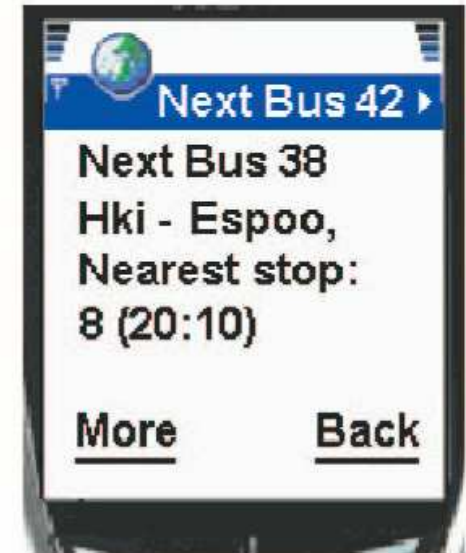 Next Bus 42
Next Bus 38
Hki - Espoo,
Nearest stop:
8 (20:10)
More Back